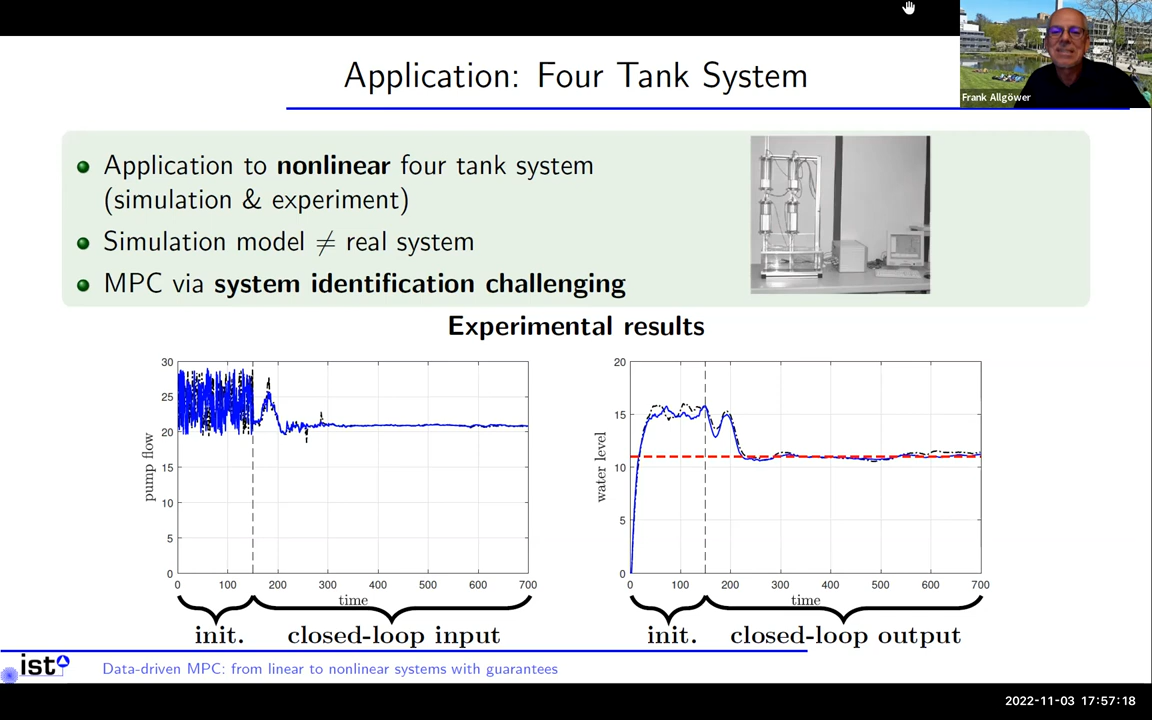 Application: Four Tank System
Frank Allgöwer
Application to nonlinear four tank system
(simulation & experiment)
Simulation model ≠ real system
MPC via system identification challenging
Experimental results
30
25
20
15
10
5
0
pump flow
0 100 200 300 400 500 600 700
time
init. closed-loop input
20
15
10
5
0
water level
0 100 200 300 400 500 600 700
time
init. closed-loop output
ist
Data-driven MPC: from linear to nonlinear systems with guarantees
2022-11-03 17:57:18